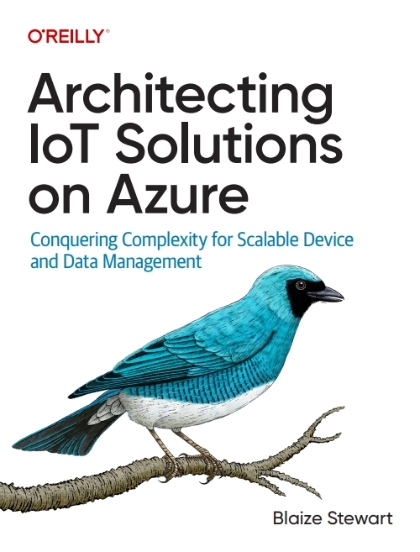 O'REILLY®
Architecting
IoT Solutions
on Azure
Conquering Complexity for Scalable Device
and Data Management
Blaize Stewart